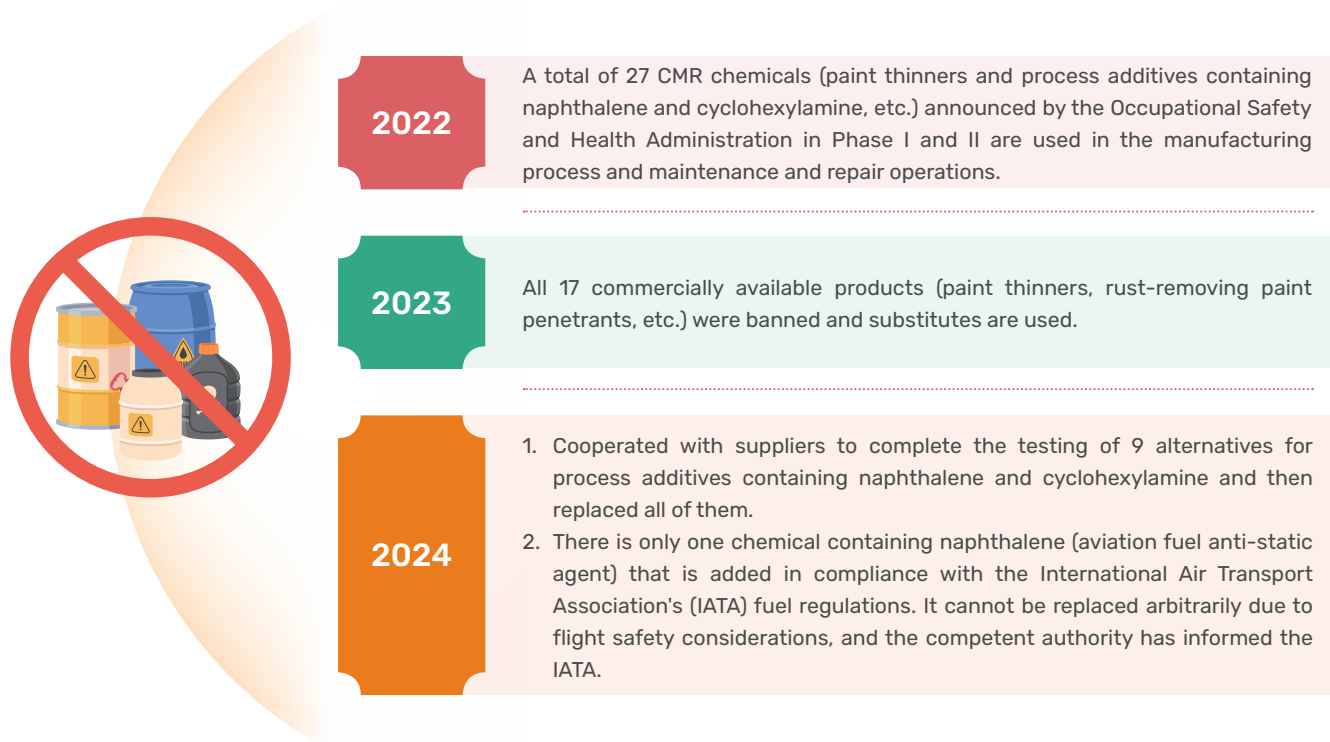 2022
A total of 27 CMR chemicals (paint thinners and process additives containing
naphthalene and cyclohexylamine, etc.) announced by the Occupational Safety
and Health Administration in Phase I and II are used in the manufacturing
process and maintenance and repair operations.
2023
All 17 commercially available products (paint thinners, rust-removing paint
penetrants, etc.) were banned and substitutes are used.
2024
1. Cooperated with suppliers to complete the testing of 9 alternatives for
process additives containing naphthalene and cyclohexylamine and then
replaced all of them.
2. There is only one chemical containing naphthalene (aviation fuel anti-static
agent) that is added in compliance with the International Air Transport
Association's (IATA) fuel regulations. It cannot be replaced arbitrarily due to
flight safety considerations, and the competent authority has informed the
IATA.